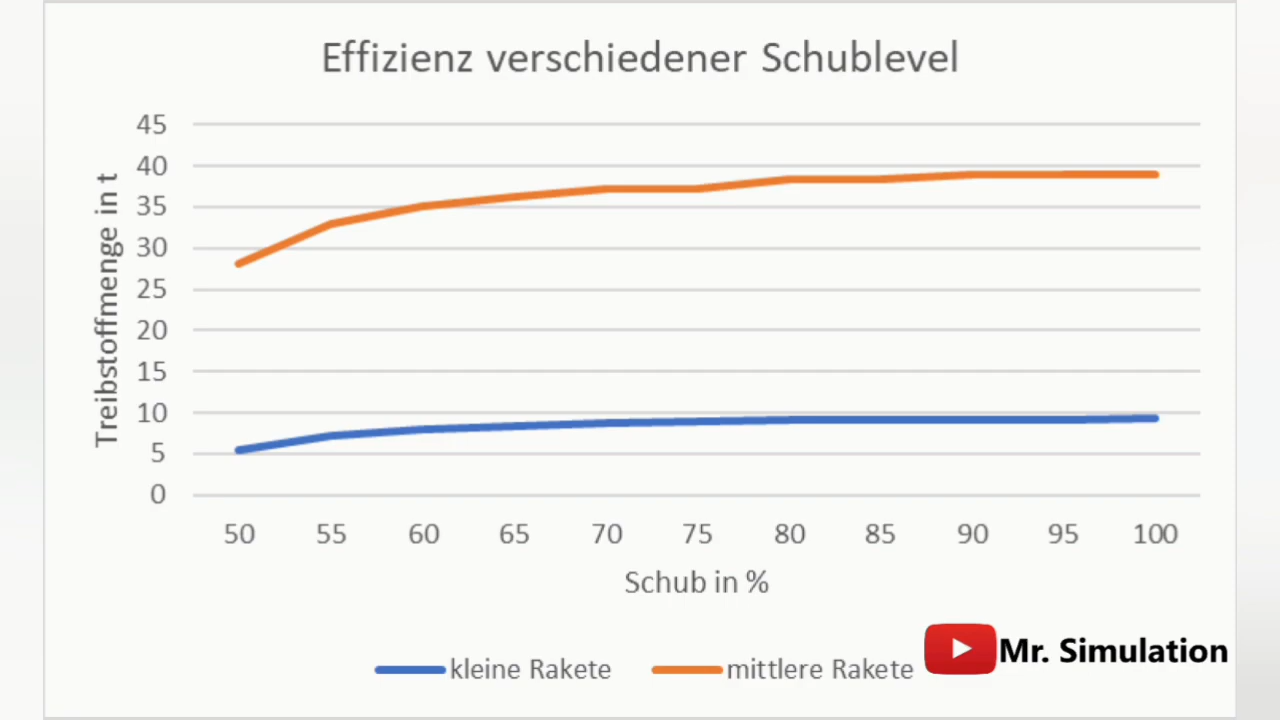 Effizienz verschiedener Schublevel
Treibstoffmenge in t
45
40
35
30
25
20
15
10
5
0
50 55 60 65 70 75 80 85 90 95 100
Schub in %
kleine Rakete mittlere Rakete
Mr. Simulation